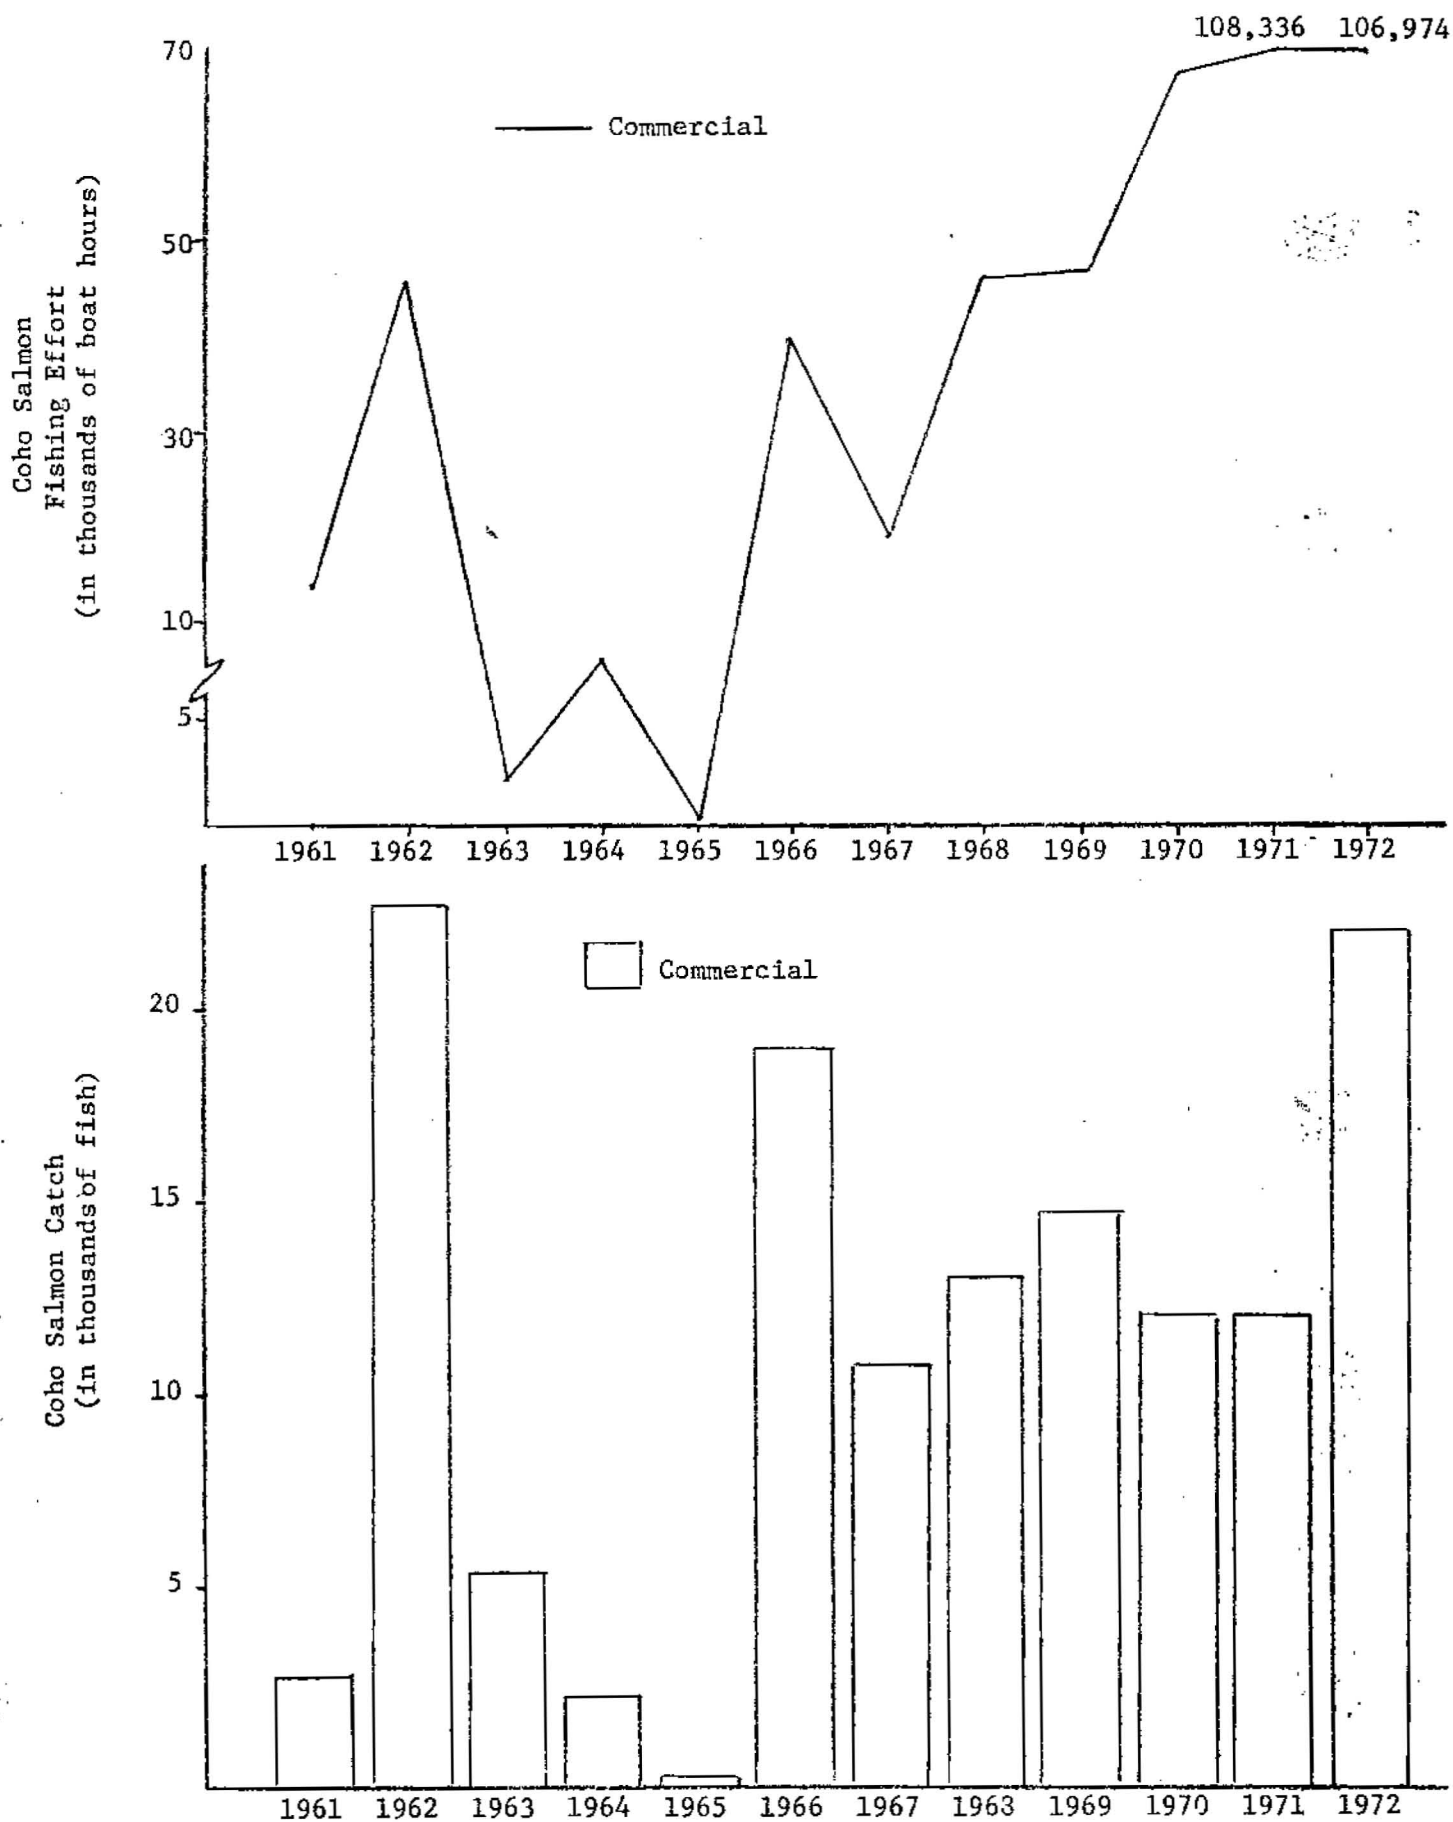 108,336 106,974
70
Commercial
50
30
10
5
Coho Salmon
Fishing Effort
(in thousands of boat hours)
1961 1962 1963 1964 1965 1966 1967 1968 1969 1970 1971 1972
Commercial
20
15
10
5
Coho Salmon Catch
(in thousands of fish)
1961 1962 1963 1964 1965 1966 1967 1968 1969 1970 1971 1972